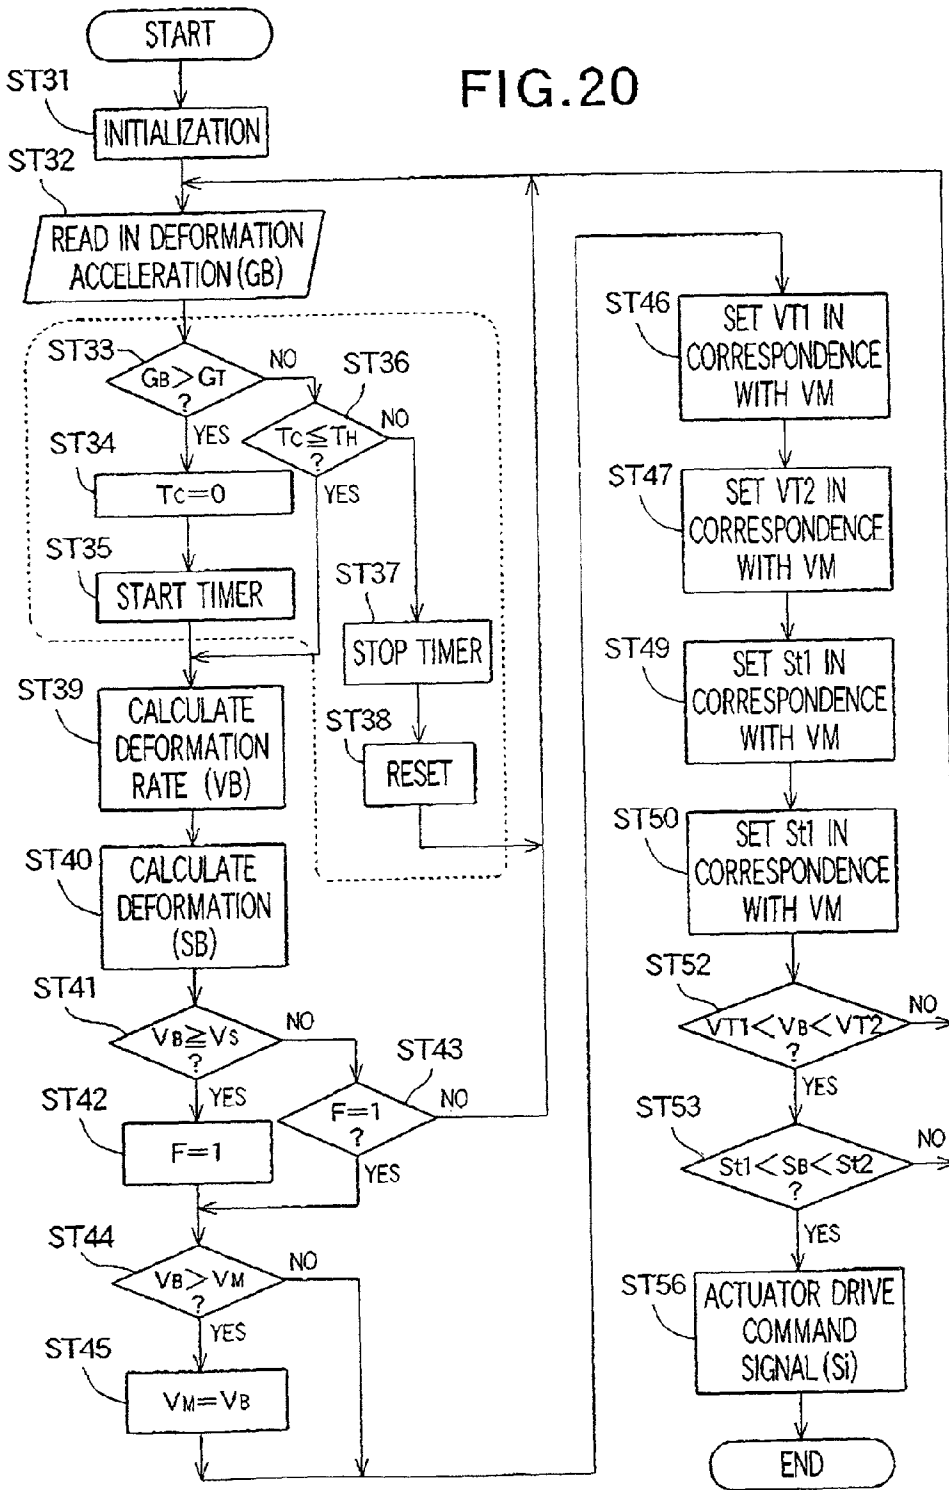 FIG.20
START
ST31
INITIALIZATION
ST32
READ IN DEFORMATION
ACCELERATION (GB)
ST33
GB>GT
?
NO
YES
ST36
TC≦TH
?
NO
YES
ST34
TC=0
ST35
START TIMER
ST37
STOP TIMER
ST38
RESET
ST39
CALCULATE
DEFORMATION
RATE (VB)
ST40
CALCULATE
DEFORMATION
(SB)
ST41
VB≧VS
?
NO
YES
ST43
F=1
?
NO
YES
ST42
F=1
ST44
VB>VM
?
NO
YES
ST45
VM=VB
ST46
SET VT1 IN
CORRESPONDENCE
WITH VM
ST47
SET VT2 IN
CORRESPONDENCE
WITH VM
ST49
SET St1 IN
CORRESPONDENCE
WITH VM
ST50
SET St1 IN
CORRESPONDENCE
WITH VM
ST52
VT1<VB<VT2
?
NO
YES
ST53
St1<SB<St2
?
NO
YES
ST56
ACTUATOR DRIVE
COMMAND
SIGNAL (Si)
END